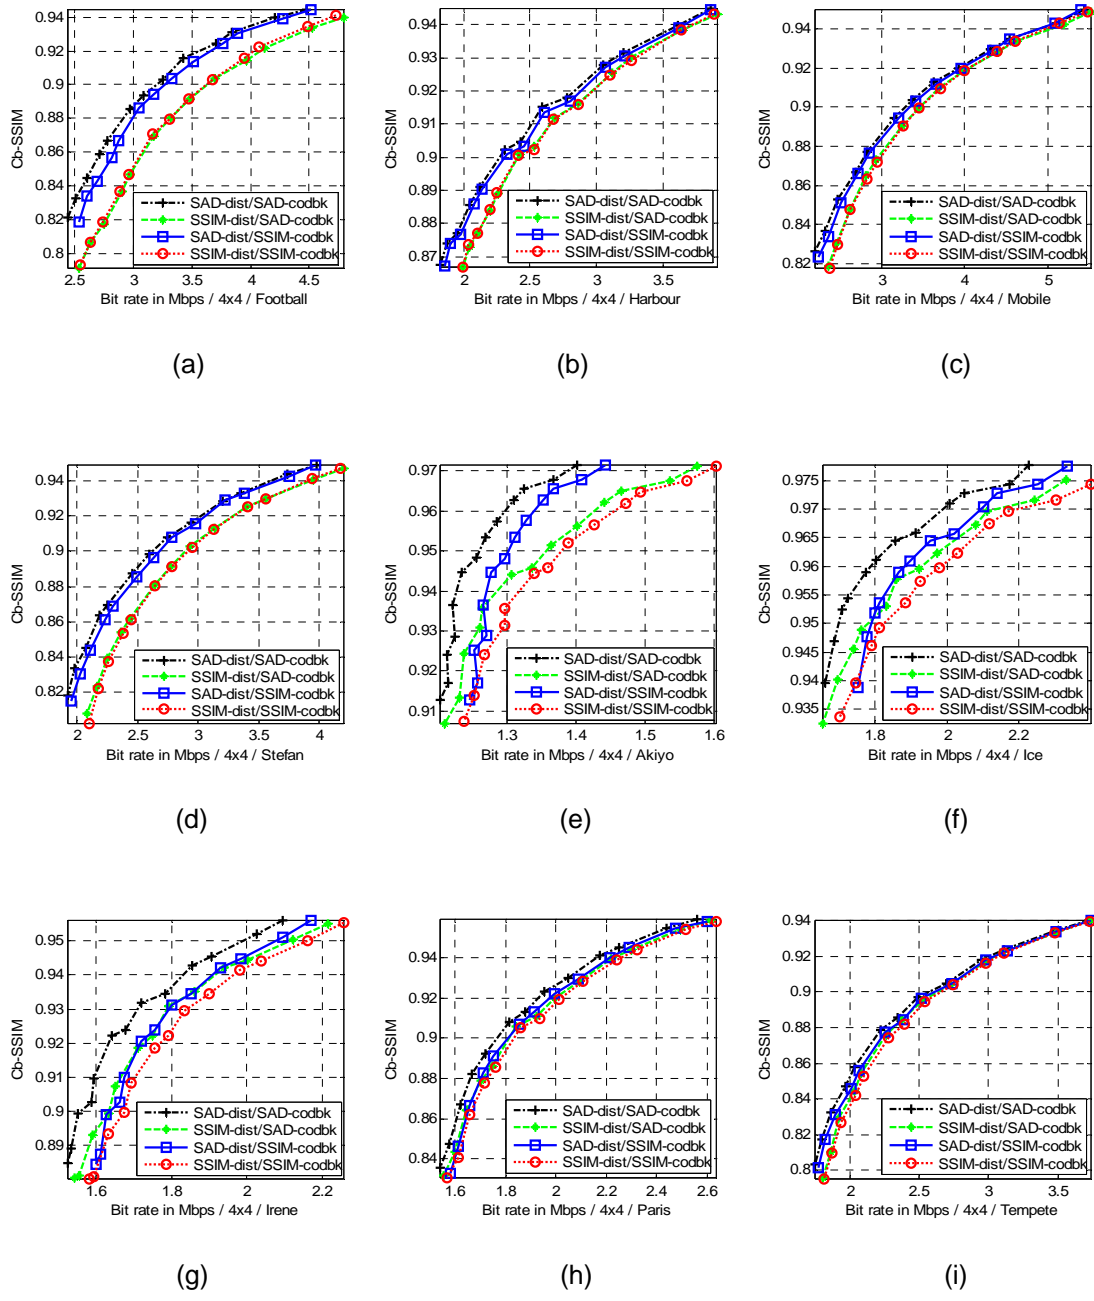 0.94
0.92
0.9
0.88
0.86
0.84
0.82
0.8
Cb-SSIM
2.5 3 3.5 4 4.5
Bit rate in Mbps / 4x4 / Football
SAD-dist/SAD-codbk
SSIM-dist/SAD-codbk
SAD-dist/SSIM-codbk
SSIM-dist/SSIM-codbk
(a)
0.94
0.93
0.92
0.91
0.9
0.89
0.88
0.87
Cb-SSIM
2 2.5 3 3.5
Bit rate in Mbps / 4x4 / Harbour
SAD-dist/SAD-codbk
SSIM-dist/SAD-codbk
SAD-dist/SSIM-codbk
SSIM-dist/SSIM-codbk
(b)
0.94
0.92
0.9
0.88
0.86
0.84
0.82
Cb-SSIM
3 4 5
Bit rate in Mbps / 4x4 / Mobile
SAD-dist/SAD-codbk
SSIM-dist/SAD-codbk
SAD-dist/SSIM-codbk
SSIM-dist/SSIM-codbk
(c)
0.94
0.92
0.9
0.88
0.86
0.84
0.82
Cb-SSIM
2 2.5 3 3.5 4
Bit rate in Mbps / 4x4 / Stefan
SAD-dist/SAD-codbk
SSIM-dist/SAD-codbk
SAD-dist/SSIM-codbk
SSIM-dist/SSIM-codbk
(d)
0.97
0.96
0.95
0.94
0.93
0.92
0.91
Cb-SSIM
1.3 1.4 1.5 1.6
Bit rate in Mbps / 4x4 / Akiyo
SAD-dist/SAD-codbk
SSIM-dist/SAD-codbk
SAD-dist/SSIM-codbk
SSIM-dist/SSIM-codbk
(e)
0.975
0.97
0.965
0.96
0.955
0.95
0.945
0.94
0.935
Cb-SSIM
1.8 2 2.2
Bit rate in Mbps / 4x4 / Ice
SAD-dist/SAD-codbk
SSIM-dist/SAD-codbk
SAD-dist/SSIM-codbk
SSIM-dist/SSIM-codbk
(f)
0.95
0.94
0.93
0.92
0.91
0.9
0.89
Cb-SSIM
1.6 1.8 2 2.2
Bit rate in Mbps / 4x4 / Irene
SAD-dist/SAD-codbk
SSIM-dist/SAD-codbk
SAD-dist/SSIM-codbk
SSIM-dist/SSIM-codbk
(g)
0.94
0.92
0.9
0.88
0.86
0.84
Cb-SSIM
1.6 1.8 2 2.2 2.4 2.6
Bit rate in Mbps / 4x4 / Paris
SAD-dist/SAD-codbk
SSIM-dist/SAD-codbk
SAD-dist/SSIM-codbk
SSIM-dist/SSIM-codbk
(h)
0.94
0.92
0.9
0.88
0.86
0.84
0.82
0.8
Cb-SSIM
2 2.5 3 3.5
Bit rate in Mbps / 4x4 / Tempete
SAD-dist/SAD-codbk
SSIM-dist/SAD-codbk
SAD-dist/SSIM-codbk
SSIM-dist/SSIM-codbk
(i)